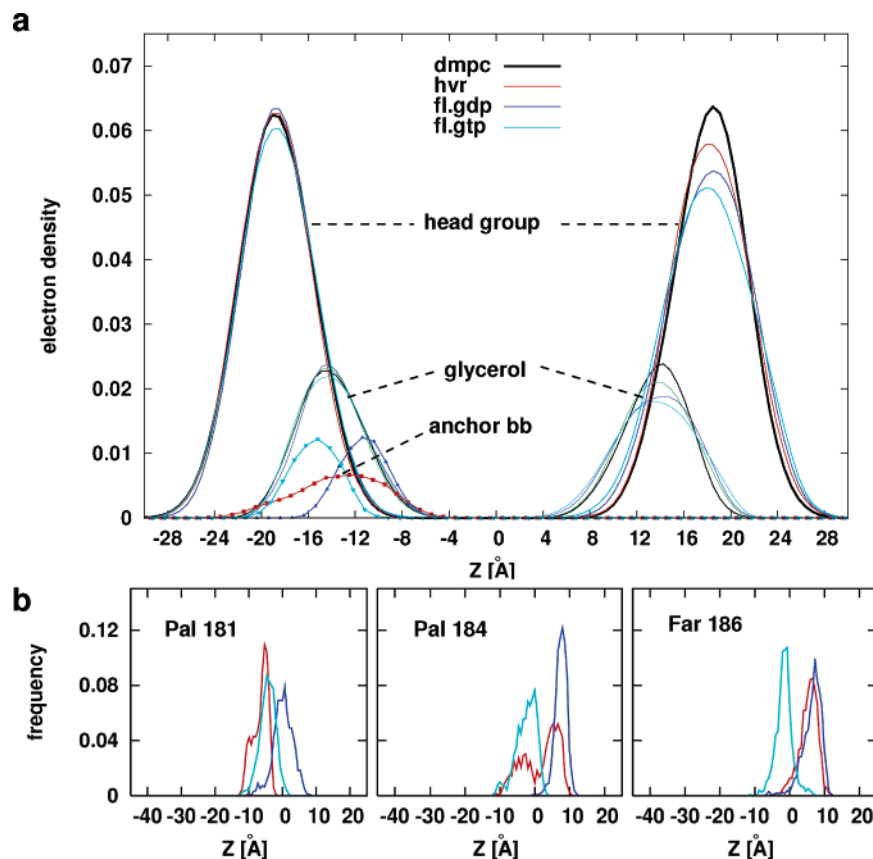 a
0.07
0.06
0.05
0.04
0.03
0.02
0.01
0
electron density
dmpc
hvr
fl.gdp
fl.gtp
head group
glycerol
anchor bb
-28 -24 -20 -16 -12 -8 -4 0 4 8 12 16 20 24 28
Z [Å]
b
0.12
0.08
0.04
0
frequency
Pal 181
Pal 184
Far 186
-40 -30 -20 -10 0 10 20
-40 -30 -20 -10 0 10 20
-40 -30 -20 -10 0 10 20
Z [Å]
Z [Å]
Z [Å]